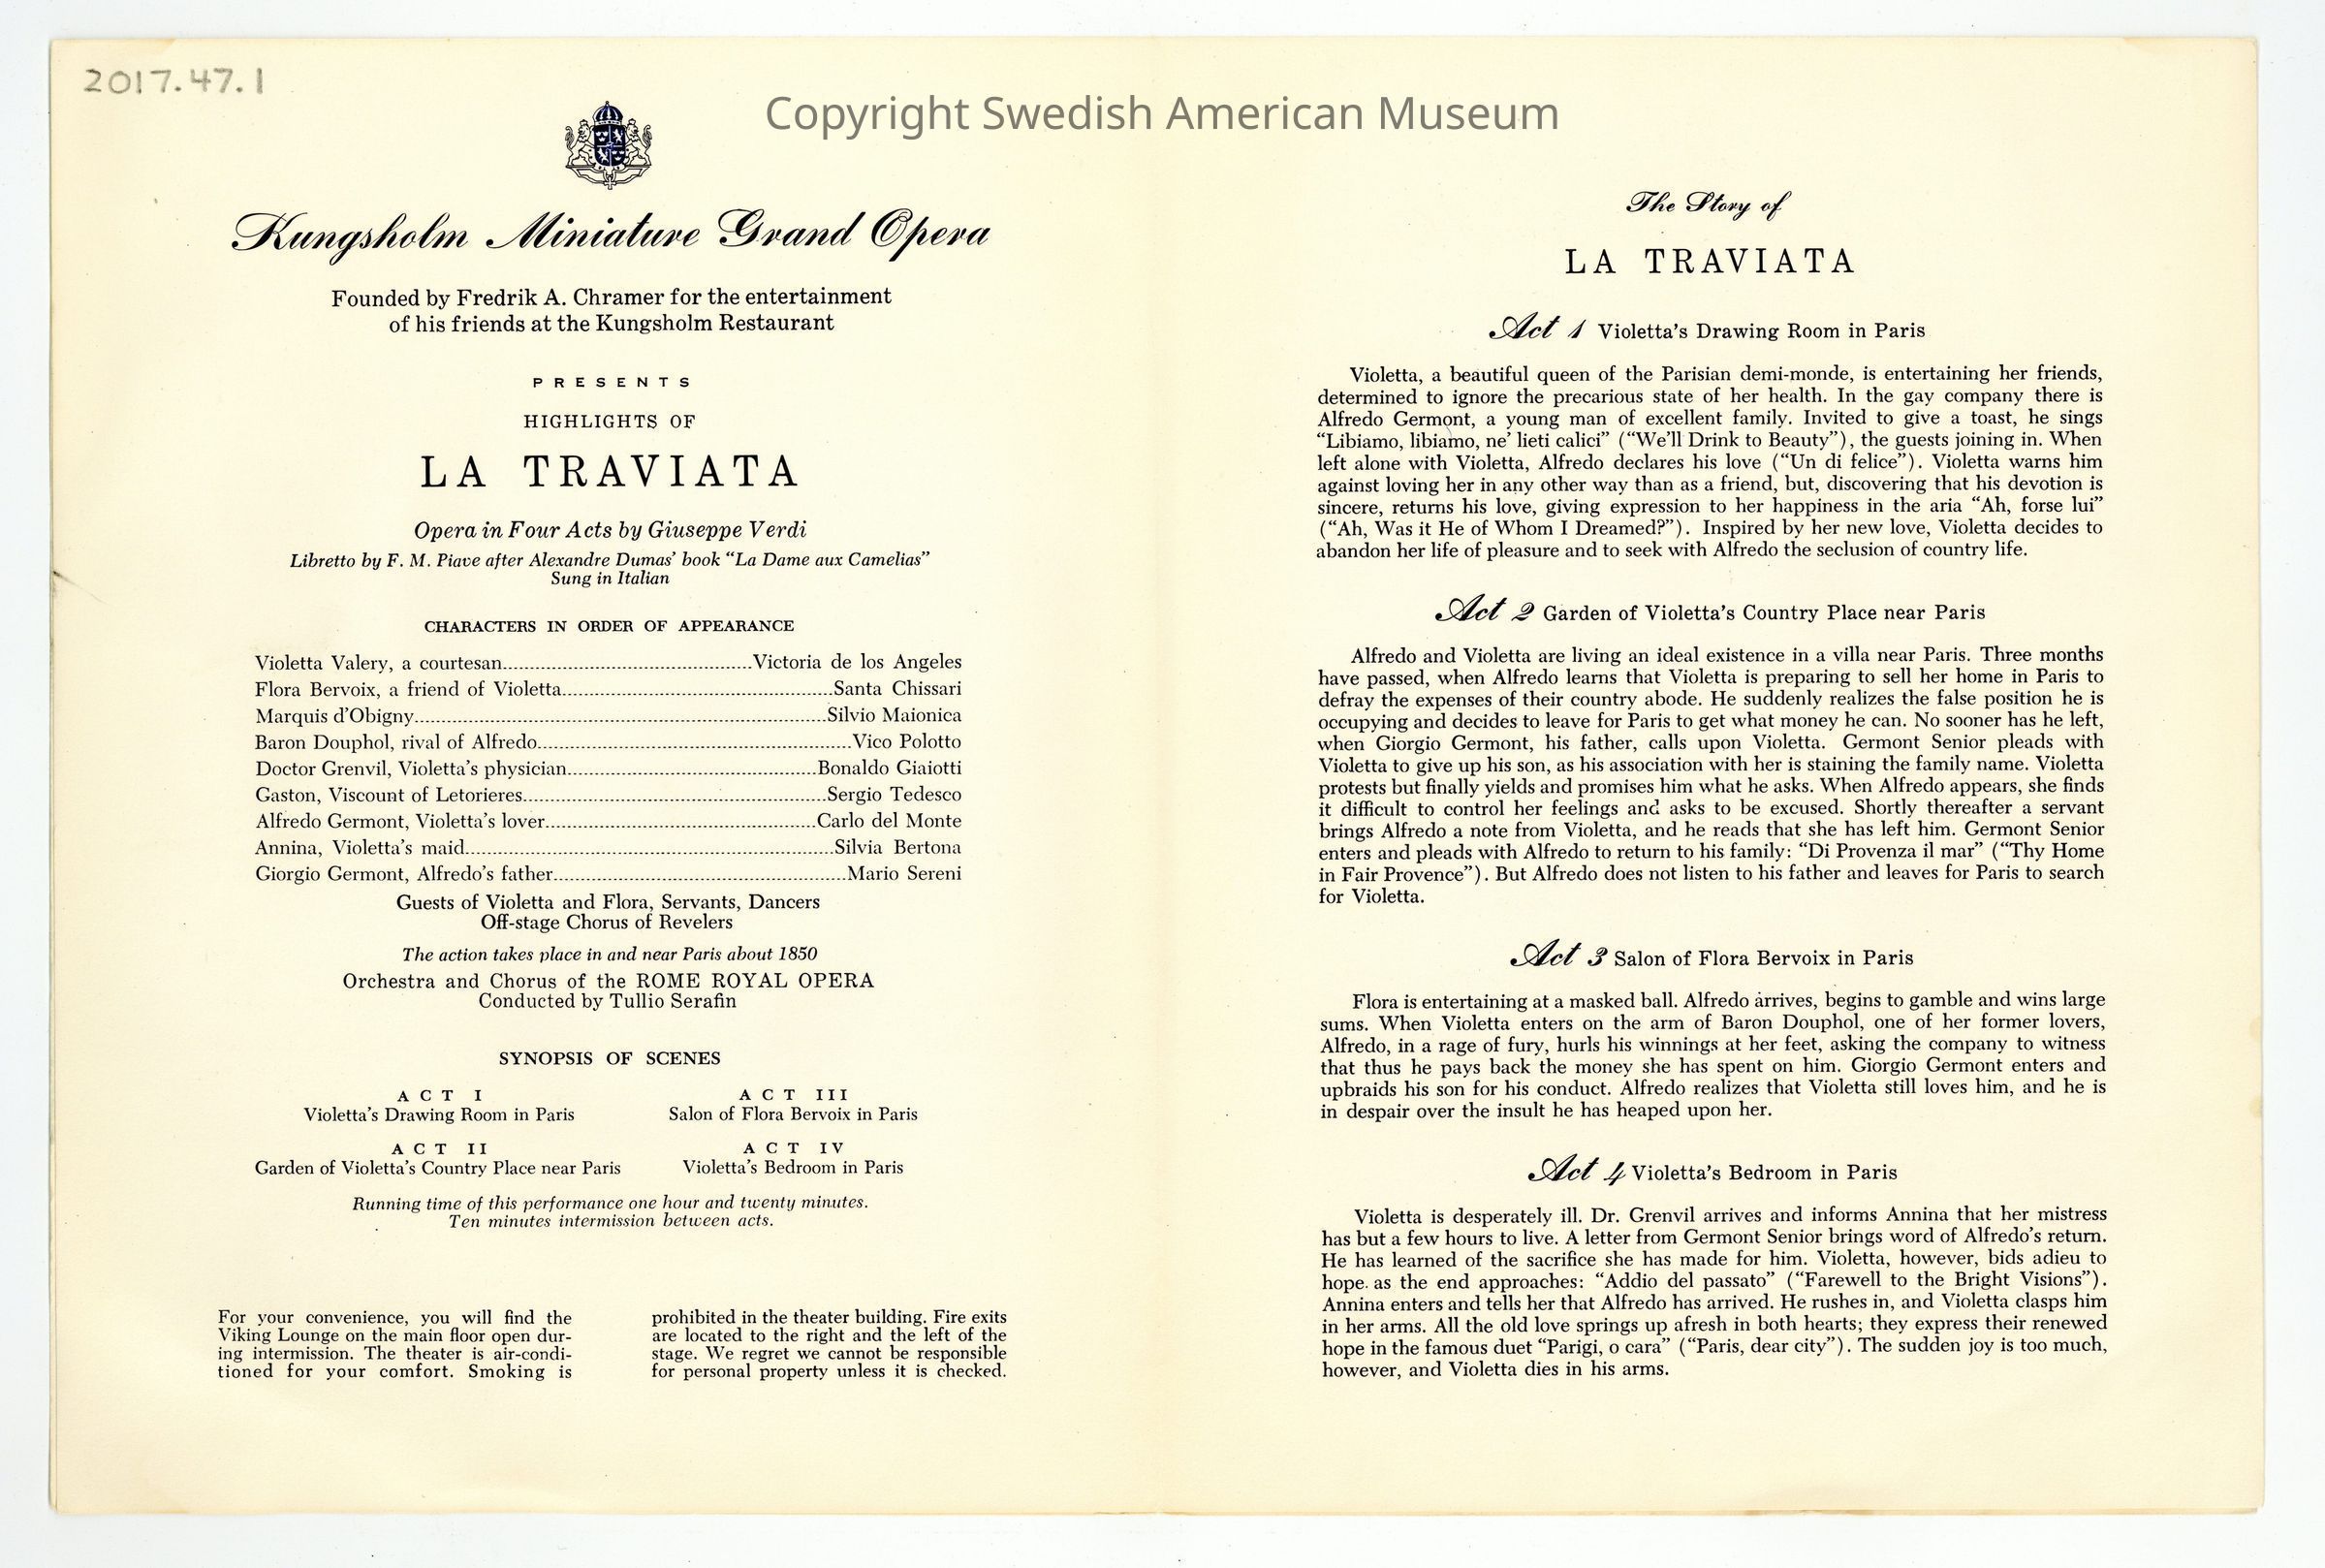 2017.47.1
Copyright Swedish American Museum
Kungsholm Miniature Grand Opera
Founded by Fredrik A. Chramer for the entertainment
of his friends at the Kungsholm Restaurant
PRESENTS
HIGHLIGHTS OF
LA TRAVIATA
Opera in Four Acts by Giuseppe Verdi
Libretto by F. M. Piave after Alexandre Dumas' book "La Dame aux Camelias"
Sung in Italian
CHARACTERS IN ORDER OF APPEARANCE
Violetta Valery, a courtesan Victoria de los Angeles
Flora Bervoix, a friend of Violetta Santa Chissari
Marquis d'Obigny Silvio Maionica
Baron Douphol, rival of Alfredo Vico Polotto
Doctor Grenvil, Violetta's physician Bonaldo Giaiotti
Gaston, Viscount of Letorieres Sergio Tedesco
Alfredo Germont, Violetta's lover Carlo del Monte
Annina, Violetta's maid Silvia Bertona
Giorgio Germont, Alfredo's father Mario Sereni
Guests of Violetta and Flora, Servants, Dancers
Off-stage Chorus of Revelers
The action takes place in and near Paris about 1850
Orchestra and Chorus of the ROME ROYAL OPERA
Conducted by Tullio Serafin
SYNOPSIS OF SCENES
ACT I
Violetta's Drawing Room in Paris
ACT II
Garden of Violetta's Country Place near Paris
ACT III
Salon of Flora Bervoix in Paris
ACT IV
Violetta's Bedroom in Paris
Running time of this performance one hour and twenty minutes.
Ten minutes intermission between acts.
For your convenience, you will find the
Viking Lounge on the main floor open dur-
ing intermission. The theater is air-condi-
tioned for your comfort. Smoking is
prohibited in the theater building. Fire exits
are located to the right and the left of the
stage. We regret we cannot be responsible
for personal property unless it is checked.
The Story of
LA TRAVIATA
Act 1 Violetta's Drawing Room in Paris
Violetta, a beautiful queen of the Parisian demi-monde, is entertaining her friends,
determined to ignore the precarious state of her health. In the gay company there is
Alfredo Germont, a young man of excellent family. Invited to give a toast, he sings
"Libiamo, libiamo, ne' lieti calici" ("We'll Drink to Beauty"), the guests joining in. When
left alone with Violetta, Alfredo declares his love ("Un di felice"). Violetta warns him
against loving her in any other way than as a friend, but, discovering that his devotion is
sincere, returns his love, giving expression to her happiness in the aria "Ah, forse lui"
("Ah, Was it He of Whom I Dreamed?"). Inspired by her new love, Violetta decides to
abandon her life of pleasure and to seek with Alfredo the seclusion of country life.
Act 2 Garden of Violetta's Country Place near Paris
Alfredo and Violetta are living an ideal existence in a villa near Paris. Three months
have passed, when Alfredo learns that Violetta is preparing to sell her home in Paris to
defray the expenses of their country abode. He suddenly realizes the false position he is
occupying and decides to leave for Paris to get what money he can. No sooner has he left,
when Giorgio Germont, his father, calls upon Violetta. Germont Senior pleads with
Violetta to give up his son, as his association with her is staining the family name. Violetta
protests but finally yields and promises him what he asks. When Alfredo appears, she finds
it difficult to control her feelings and asks to be excused. Shortly thereafter a servant
brings Alfredo a note from Violetta, and he reads that she has left him. Germont Senior
enters and pleads with Alfredo to return to his family: "Di Provenza il mar" ("Thy Home
in Fair Provence"). But Alfredo does not listen to his father and leaves for Paris to search
for Violetta.
Act 3 Salon of Flora Bervoix in Paris
Flora is entertaining at a masked ball. Alfredo arrives, begins to gamble and wins large
sums. When Violetta enters on the arm of Baron Douphol, one of her former lovers,
Alfredo, in a rage of fury, hurls his winnings at her feet, asking the company to witness
that thus he pays back the money she has spent on him. Giorgio Germont enters and
upbraids his son for his conduct. Alfredo realizes that Violetta still loves him, and he is
in despair over the insult he has heaped upon her.
Act 4 Violetta's Bedroom in Paris
Violetta is desperately ill. Dr. Grenvil arrives and informs Annina that her mistress
has but a few hours to live. A letter from Germont Senior brings word of Alfredo's return.
He has learned of the sacrifice she has made for him. Violetta, however, bids adieu to
hope. as the end approaches: "Addio del passato" ("Farewell to the Bright Visions").
Annina enters and tells her that Alfredo has arrived. He rushes in, and Violetta clasps him
in her arms. All the old love springs up afresh in both hearts; they express their renewed
hope in the famous duet "Parigi, o cara" ("Paris, dear city"). The sudden joy is too much,
however, and Violetta dies in his arms.